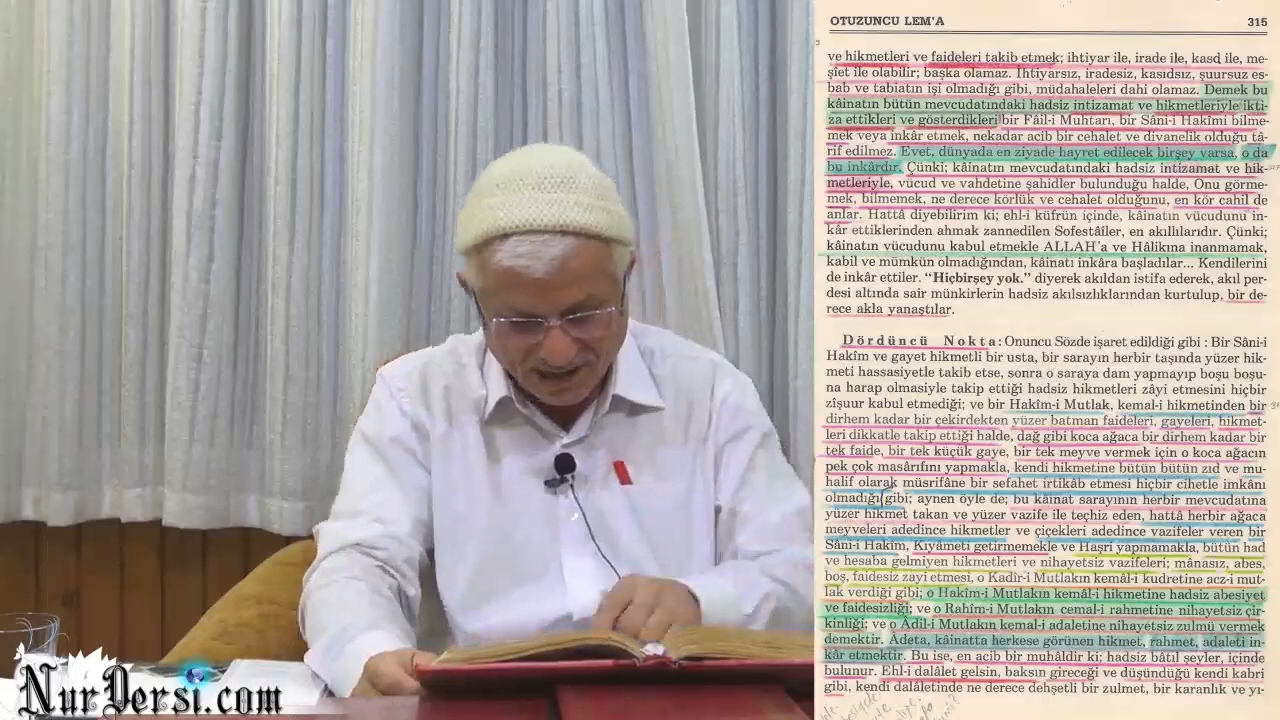 OTUZUNCU LEM'A 315
ve hikmetleri ve faideleri takib etmek; ihtiyar ile, irade ile, kasd ile, me-
şiet ile olabilir; başka olamaz. İhtiyarsız, iradesiz, kasıdsız, şuursuz es-
bab ve tabiatın işi olmadığı gibi, müdahaleleri dahi olamaz. Demek bu
kâinatın bütün mevcudatındaki hadsiz intizamat ve hikmetleriyle ikti-
za ettikleri ve gösterdikleri bir Fâil-i Muhtarı, bir Sâni-i Hakîmi bilme-
mek veya inkâr etmek, nekadar acib bir cehalet ve divanelik olduğu tâ-
rif edilmez. Evet, dünyada en ziyade hayret edilecek birşey varsa, o da
bu inkârdır. Çünki; kâinatın mevcudatındaki hadsiz intizamat ve hik-
metleriyle, vücud ve vahdetine şahidler bulunduğu halde, Onu görme-
mek, bilmemek, ne derece körlük ve cehalet olduğunu, en kör cahil de
anlar. Hattâ diyebilirim ki; ehl-i küfrün içinde, kâinatın vücudunu in-
kâr ettiklerinden ahmak zannedilen Sofestâîler, en akıllılarıdır. Çünki;
kâinatın vücudunu kabul etmekle ALLAH'a ve Hâlikına inanmamak,
kabil ve mümkün olmadığından, kâinatı inkâra başladılar... Kendilerini
de inkâr ettiler. “Hiçbirşey yok.” diyerek akıldan istifa ederek, akıl per-
desi altında sair münkirlerin hadsiz akılsızlıklarından kurtulup, bir de-
rece akla yanaştılar.
Dördüncü Nokta: Onuncu Sözde işaret edildiği gibi : Bir Sâni-i
Hakîm ve gayet hikmetli bir usta, bir sarayın herbir taşında yüzer hik-
meti hassasiyetle takib etse, sonra o saraya dam yapmayıp boşu boşu-
na harap olmasiyle takip ettiği hadsiz hikmetleri zâyi etmesini hiçbir
zîşuur kabul etmediği; ve bir Hakîm-i Mutlak, kemal-i hikmetinden bir
dirhem kadar bir çekirdekten yüzer batman faideleri, gayeleri, hikmet-
leri dikkatle takip ettiği halde, dağ gibi koca ağaca bir dirhem kadar bir
tek faide, bir tek küçük gaye, bir tek meyve vermek için o koca ağacın
pek çok masârıfını yapmakla, kendi hikmetine bütün bütün zıd ve mu-
halif olarak müsrifâne bir sefahat irtikâb etmesi hiçbir cihetle imkânı
olmadığı gibi; aynen öyle de; bu kâinat sarayının herbir mevcudatına
yüzer hikmet takan ve yüzer vazife ile teçhiz eden, hattâ herbir ağaca
meyveleri adedince hikmetler ve çiçekleri adedince vazifeler veren bir
Sâni-i Hakîm, Kıyâmeti getirmemekle ve Haşri yapmamakla, bütün had
ve hesaba gelmiyen hikmetleri ve nihayetsiz vazifeleri; mânasız, abes,
boş, faidesiz zayi etmesi, o Kadîr-i Mutlakın kemâl-i kudretine acz-i mut-
lak verdiği gibi; o Hakîm-i Mutlakın kemâl-i hikmetine hadsiz abesiyet
ve faidesizliği; ve o Rahîm-i Mutlakın cemal-i rahmetine nihayetsiz çir-
kinliği; ve o Âdil-i Mutlakın kemal-i adaletine nihayetsiz zulmü vermek
demektir. Âdeta, kâinatta herkese görünen hikmet, rahmet, adaleti in-
kâr etmektir. Bu ise, en acib bir muhâldir ki; hadsiz bâtıl şeyler, içinde
bulunur. Ehl-i dalâlet gelsin, baksın gireceği ve düşündüğü kendi kabri
gibi, kendi dalâletinde ne derece dehşetli bir zulmet, bir karanlık ve yı-
NurDersi.com